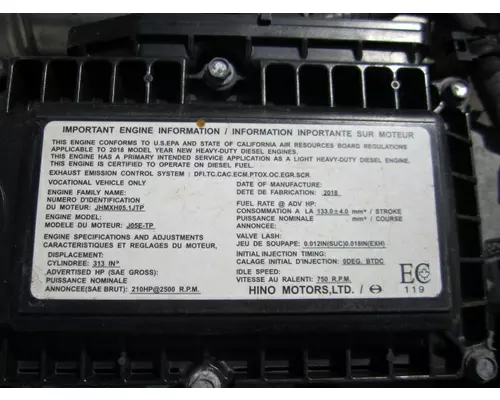 IMPORTANT ENGINE INFORMATION / INFORMATION INPORTANTE SUR MOTEUR
THIS ENGINE CONFORMS TO U.S.EPA AND STATE OF CALIFORNIA AIR RESOURCES BOARD REGULATIONS
APPLICABLE TO 2018 MODEL YEAR NEW HEAVY-DUTY DIESEL ENGINES.
THIS ENGINE HAS A PRIMARY INTENDED SERVICE APPLICATION AS A LIGHT HEAVY-DUTY DIESEL ENGINE.
THIS ENGINE IS CERTIFIED TO OPERATE ON DIESEL FUEL.
EXHAUST EMISSION CONTROL SYSTEM : DFI,TC,CAC,ECM,PTOX,OC,EGR,SCR
VOCATIONAL VEHICLE ONLY
ENGINE FAMILY NAME:
NUMERO D'IDENTIFICATION
DU MOTEUR: JHMXH05.1JTP
ENGINE MODEL:
MODELE DU MOTEUR: J05E-TP
ENGINE SPECIFICATIONS AND ADJUSTMENTS
CARACTERISTIQUES ET REGLAGES DU MOTEUR,
DISPLACEMENT:
CYLINDREE: 313 IN³
ADVERTISED HP (SAE GROSS):
PUISSANCE NOMINALE
ANNONCEE(SAE BRUT): 210HP@2500 R.P.M.
DATE OF MANUFACTURE:
DATE DE FABRICATION: 2018
FUEL RATE @ ADV HP:
CONSOMMATION A LA 133.0±4.0 mm³ / STROKE
PUISSANCE NOMINALE mm³ / COURSE
ANNONCEE:
VALVE LASH:
JEU DE SOUPAPE: 0.012IN(SUC)0.018IN(EXH)
INITIAL INJECTION TIMING:
CALAGE INITIAL D'INJECTION: 0DEG. BTDC
IDLE SPEED:
VITESSE AU RALENTI: 750 R.P.M.
HINO MOTORS,LTD. /
EC
119